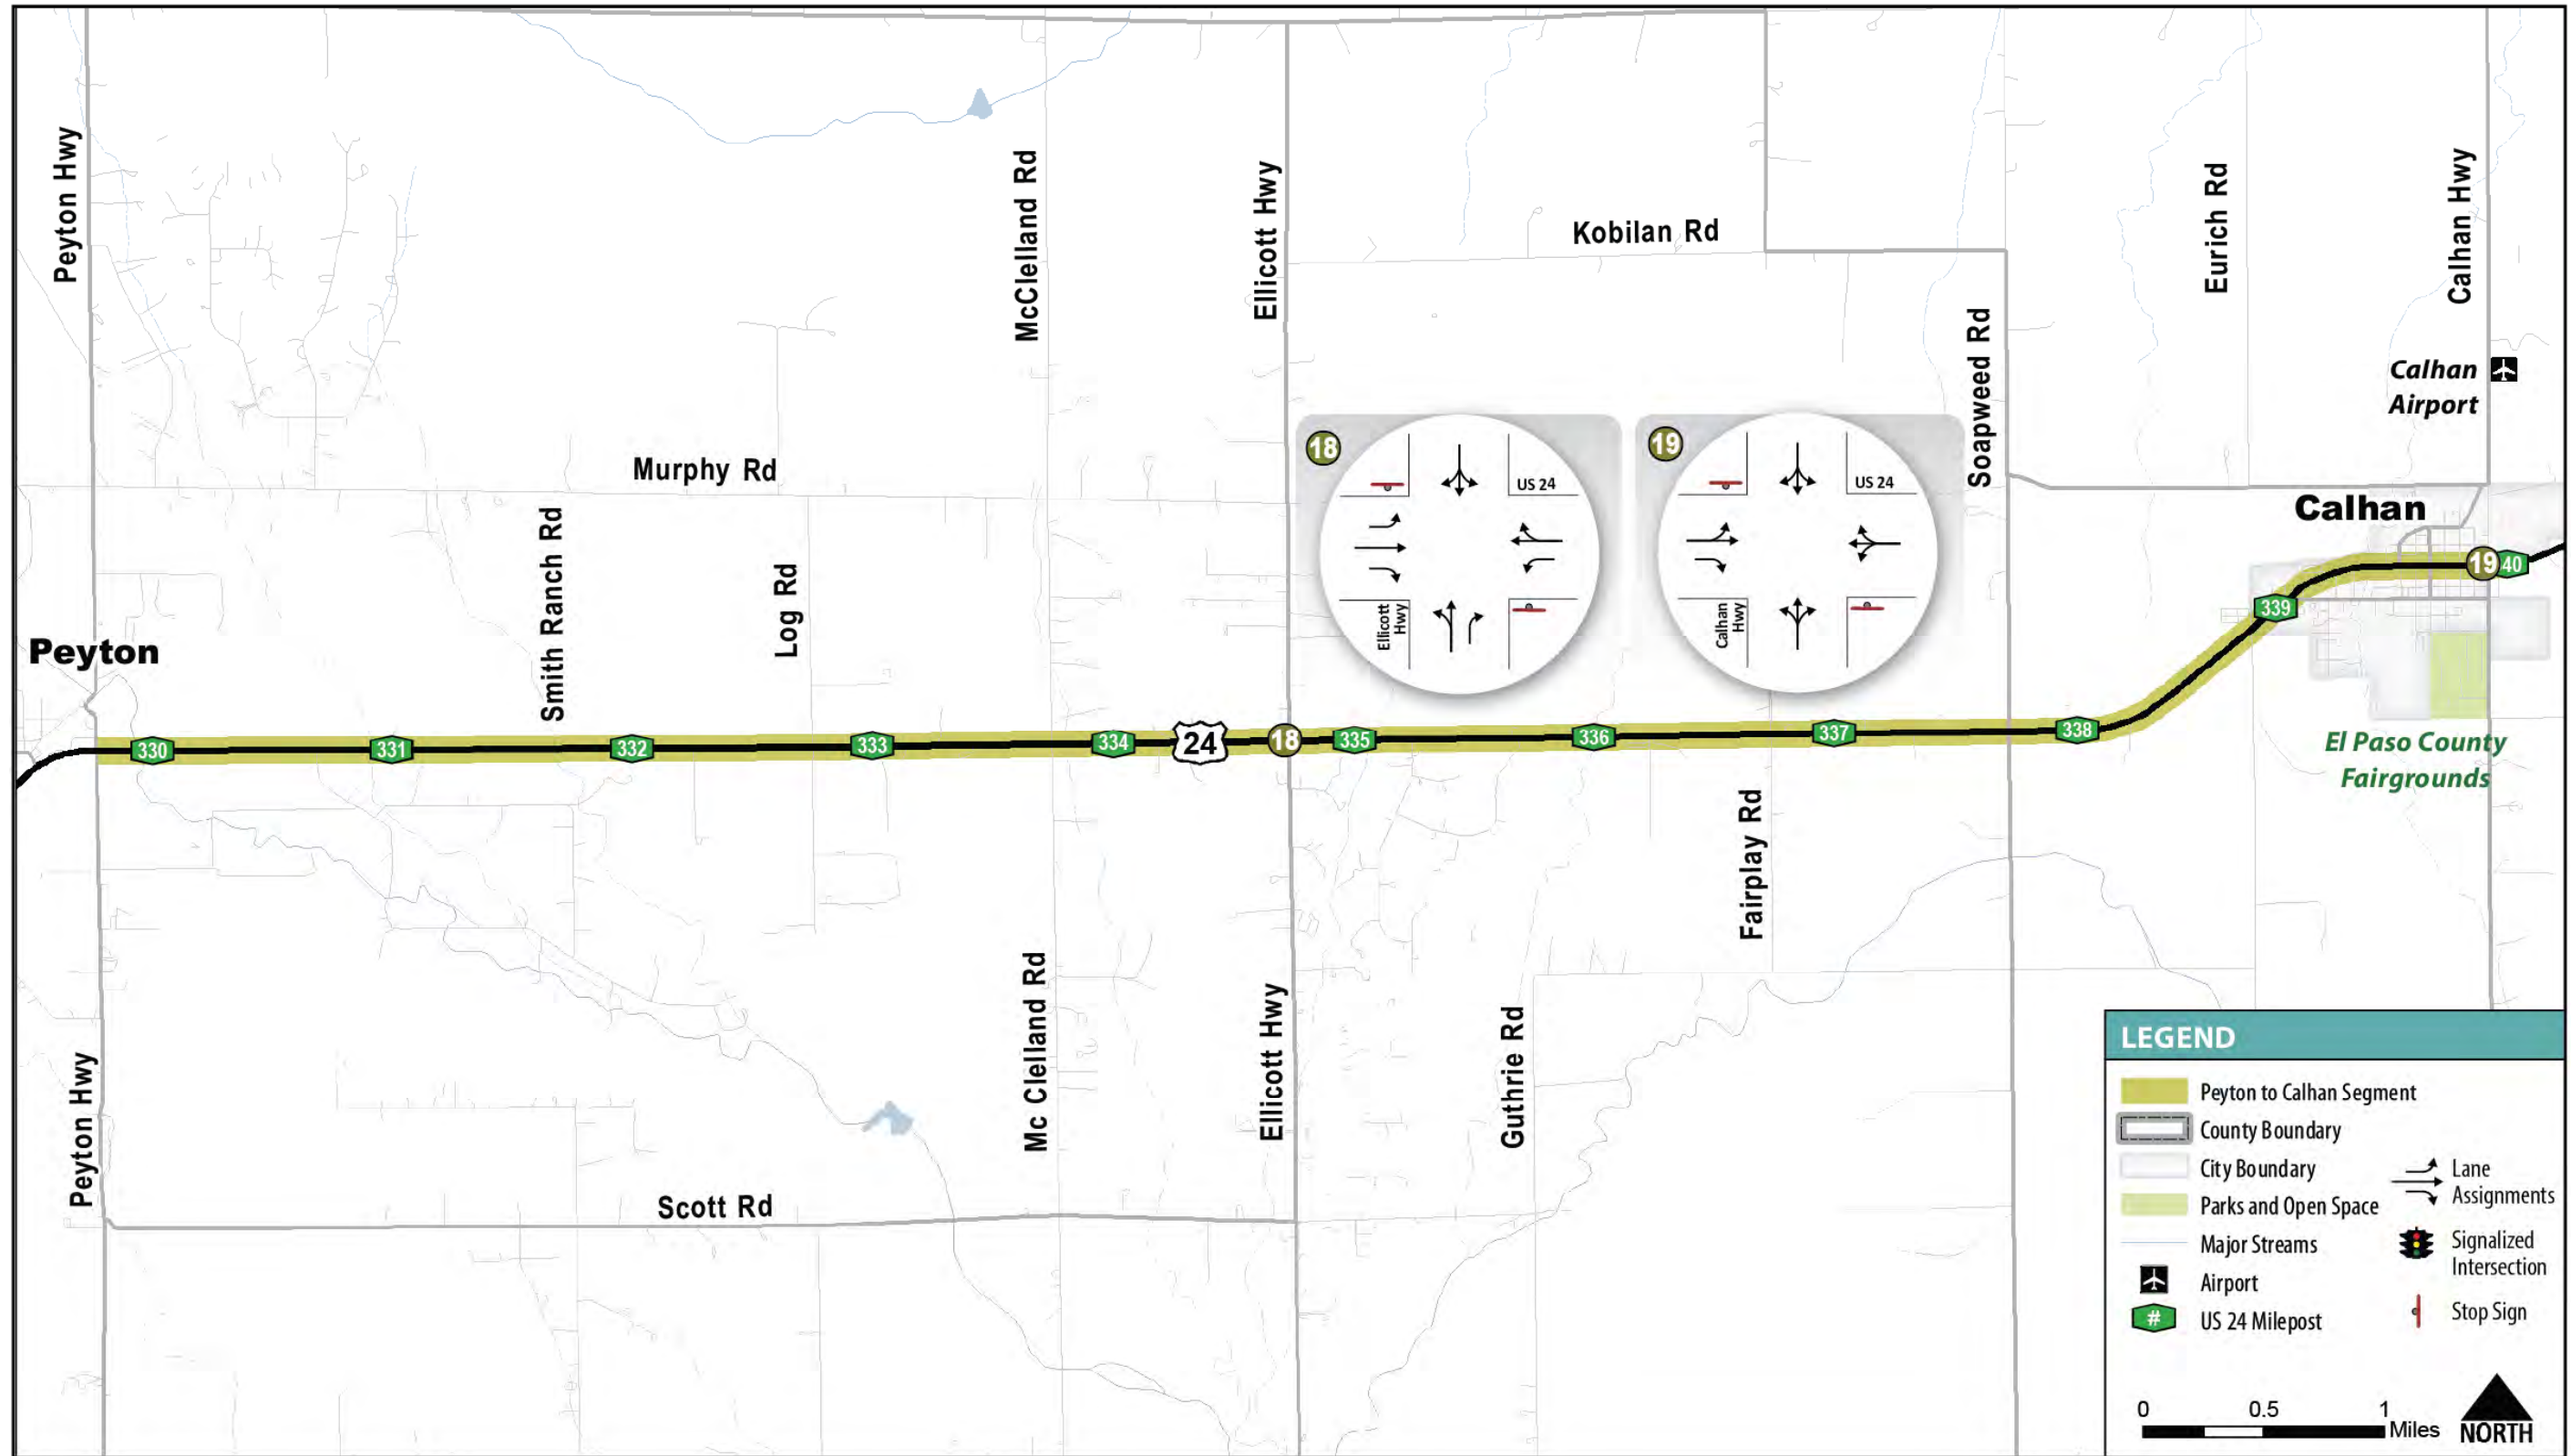 Peyton Hwy
McClelland Rd
Ellicott Hwy
Kobilan Rd
Eurich Rd
Calhan Hwy
Soapweed Rd
Calhan
Airport
Murphy Rd
18
US 24
Ellicott
Hwy
19
US 24
Calhan
Hwy
Calhan
Smith Ranch Rd
Log Rd
Peyton
19
40
339
330
331
332
333
334
24
18
335
336
337
338
El Paso County
Fairgrounds
Fairplay Rd
Mc Clelland Rd
Ellicott Hwy
Guthrie Rd
Peyton Hwy
Scott Rd
LEGEND
Peyton to Calhan Segment
County Boundary
City Boundary
Parks and Open Space
Major Streams
Airport
#
US 24 Milepost
Lane
Assignments
Signalized
Intersection
Stop Sign
0 0.5 1
Miles
NORTH